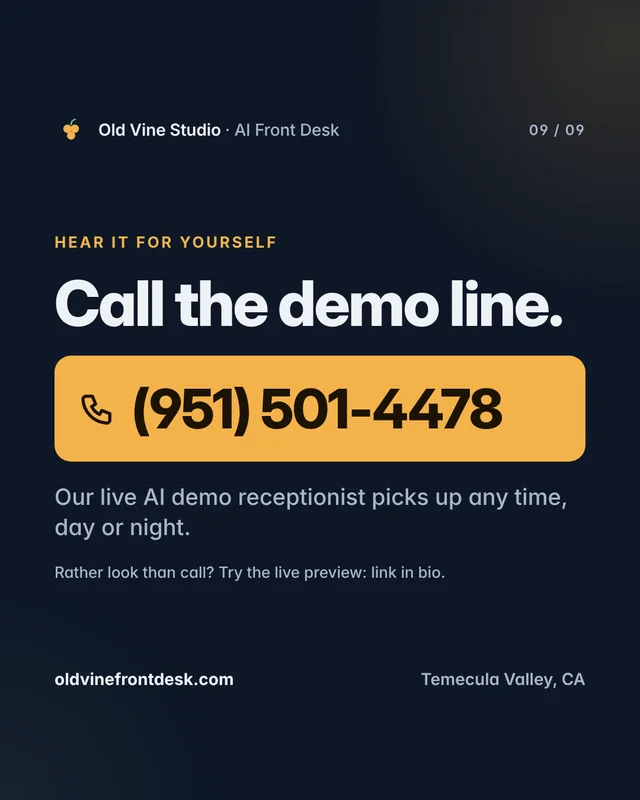 Old Vine Studio · AI Front Desk
09 / 09
HEAR IT FOR YOURSELF
Call the demo line.
(951) 501-4478
Our live AI demo receptionist picks up any time,
day or night.
Rather look than call? Try the live preview: link in bio.
oldvinefrontdesk.com
Temecula Valley, CA